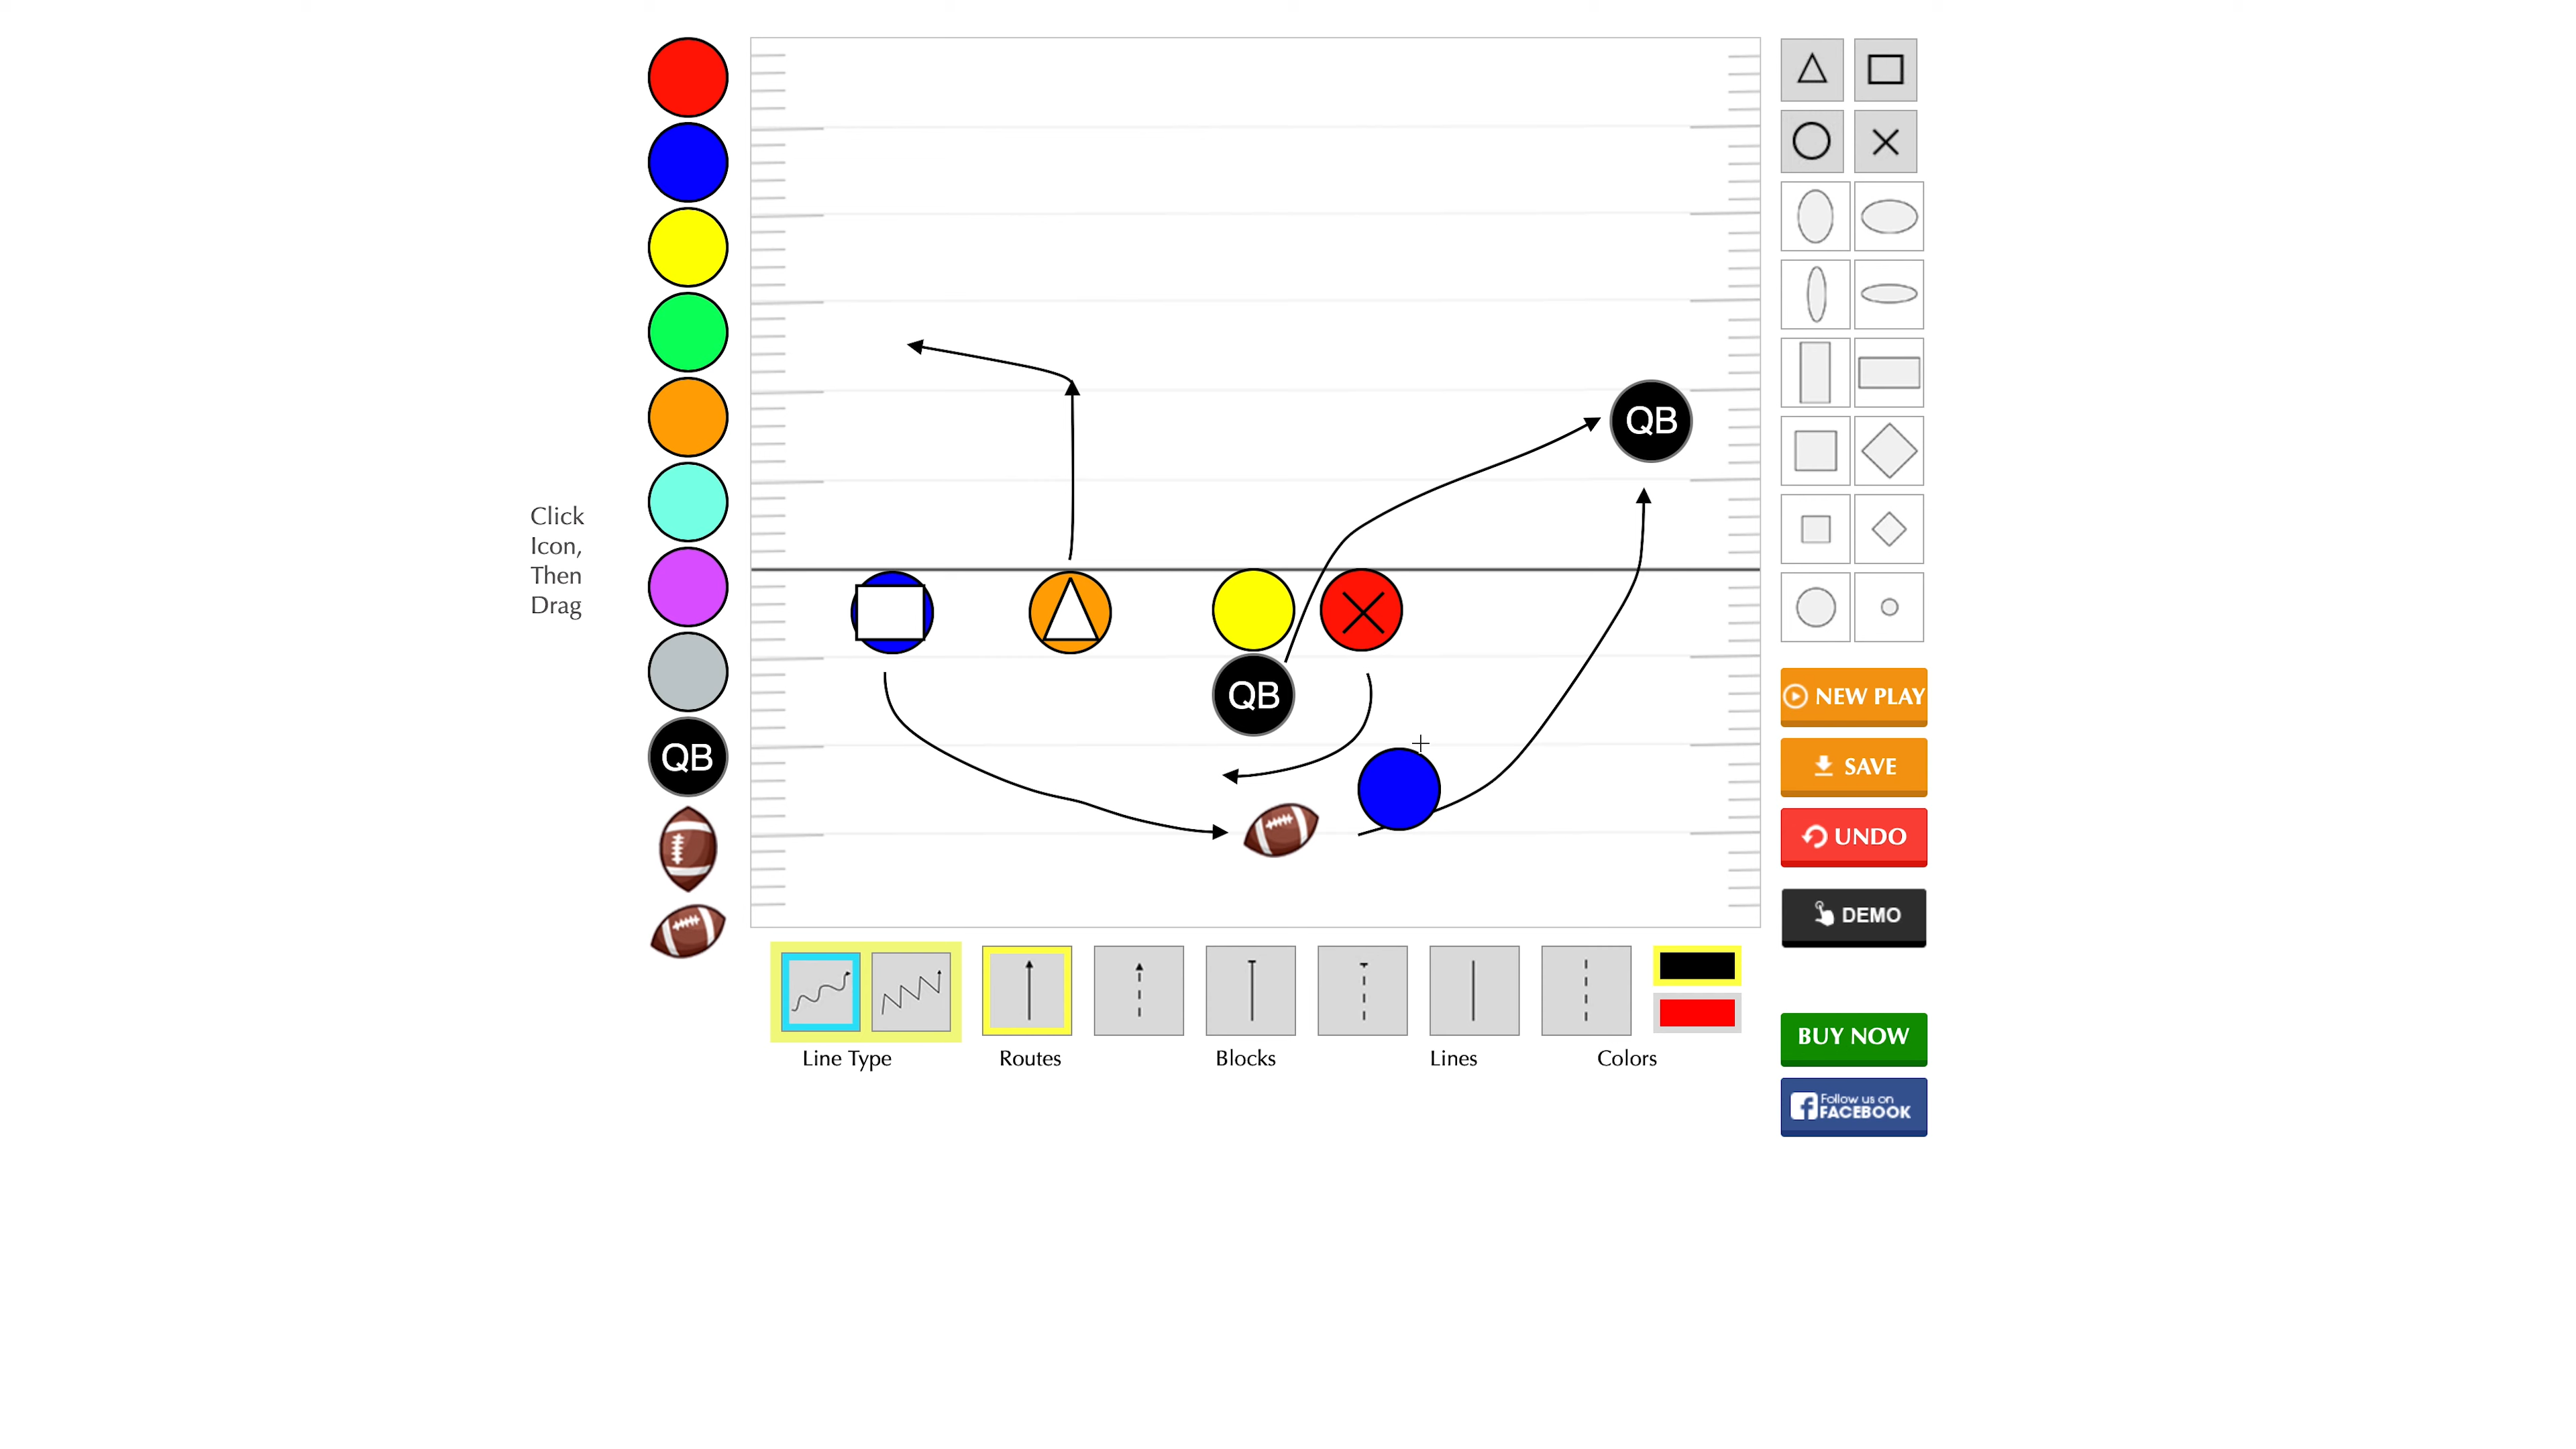 Click
Icon,
Then
Drag
QB
QB
QB
NEW PLAY
SAVE
UNDO
DEMO
BUY NOW
Follow us on
FACEBOOK
Line Type
Routes
Blocks
Lines
Colors